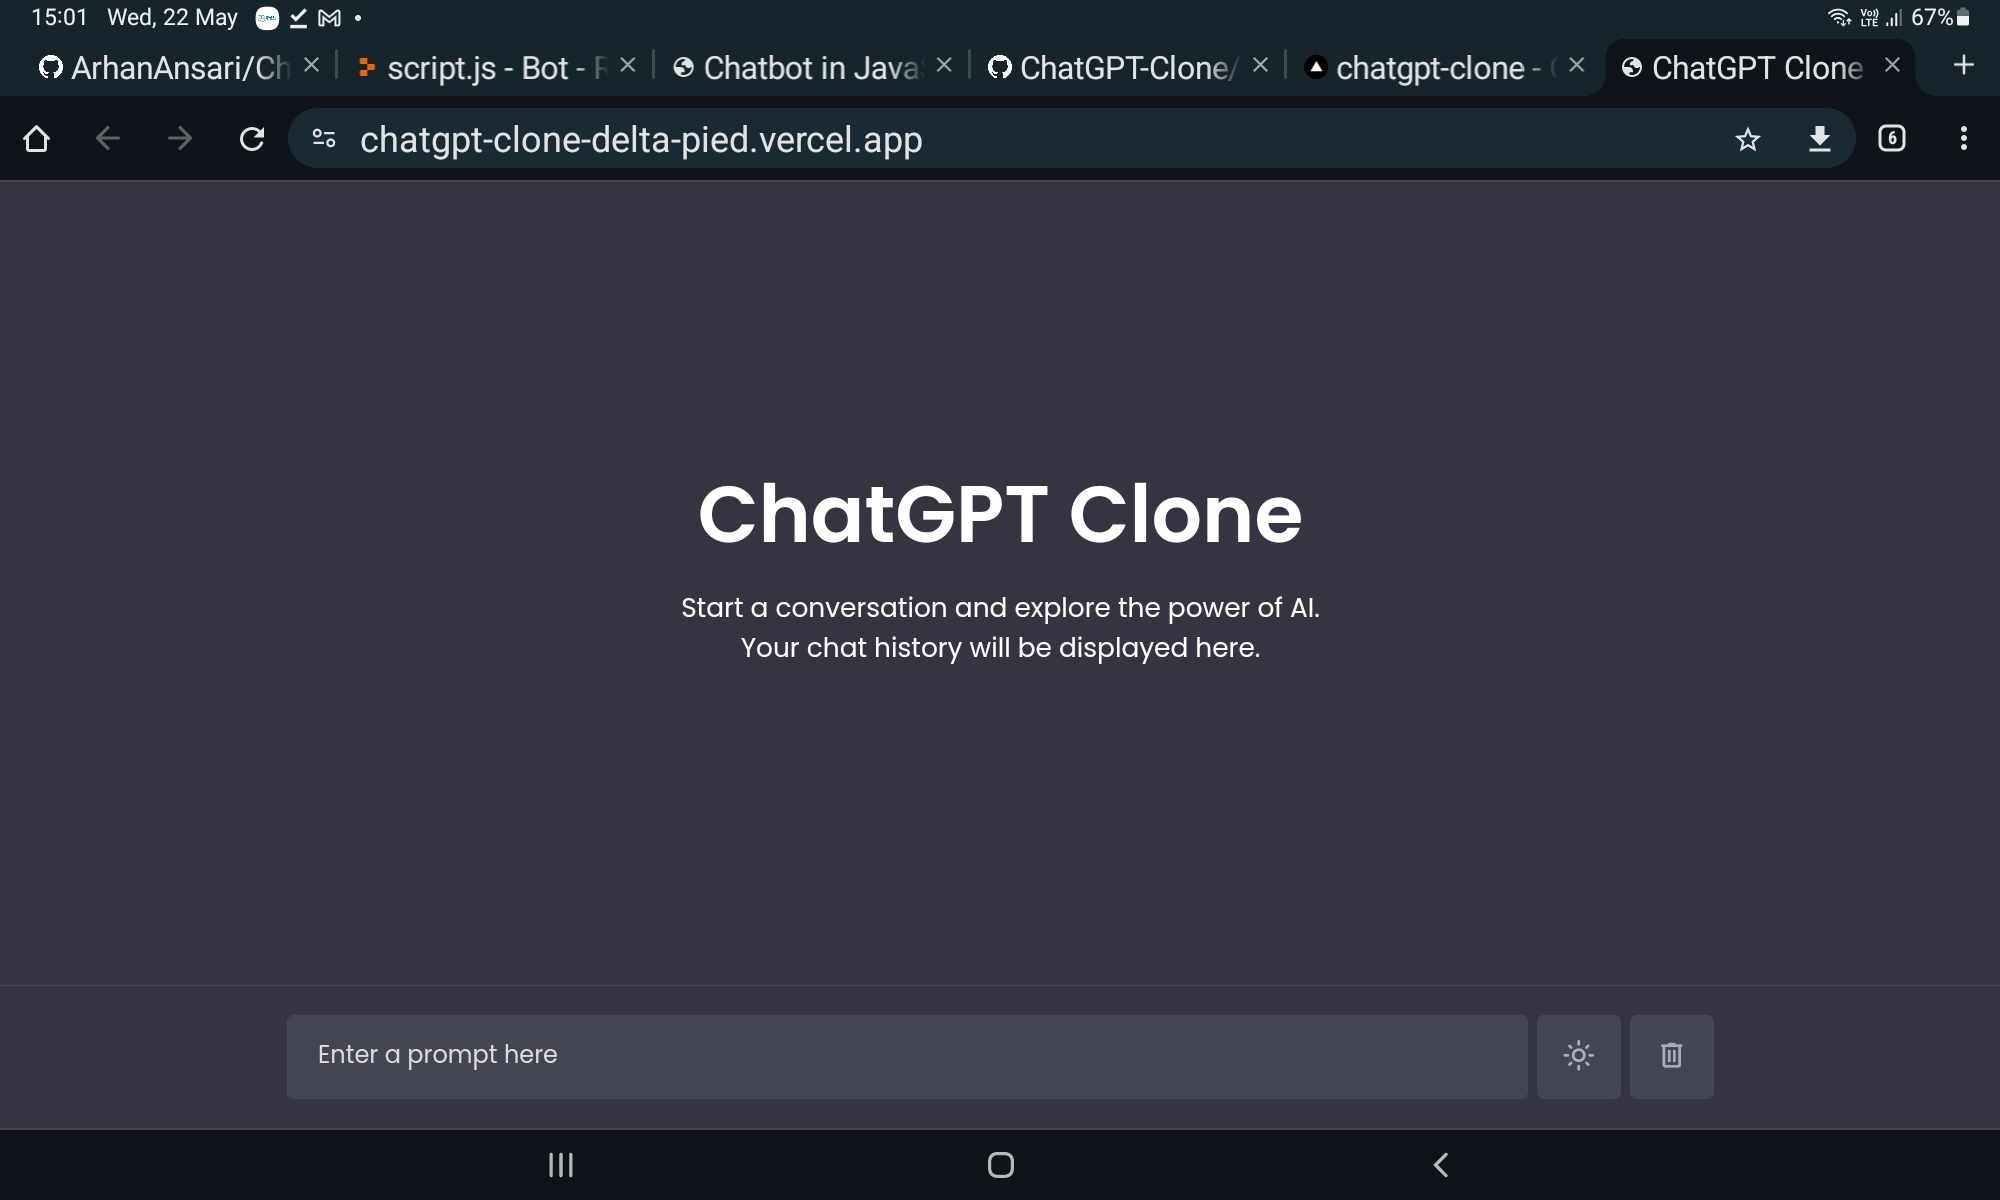 15:01 Wed, 22 May
Vo)) LTE 67%
ArhanAnsari/Ch
script.js - Bot - R
Chatbot in Java
ChatGPT-Clone/
chatgpt-clone -
ChatGPT Clone
chatgpt-clone-delta-pied.vercel.app
6
ChatGPT Clone
Start a conversation and explore the power of AI.
Your chat history will be displayed here.
Enter a prompt here